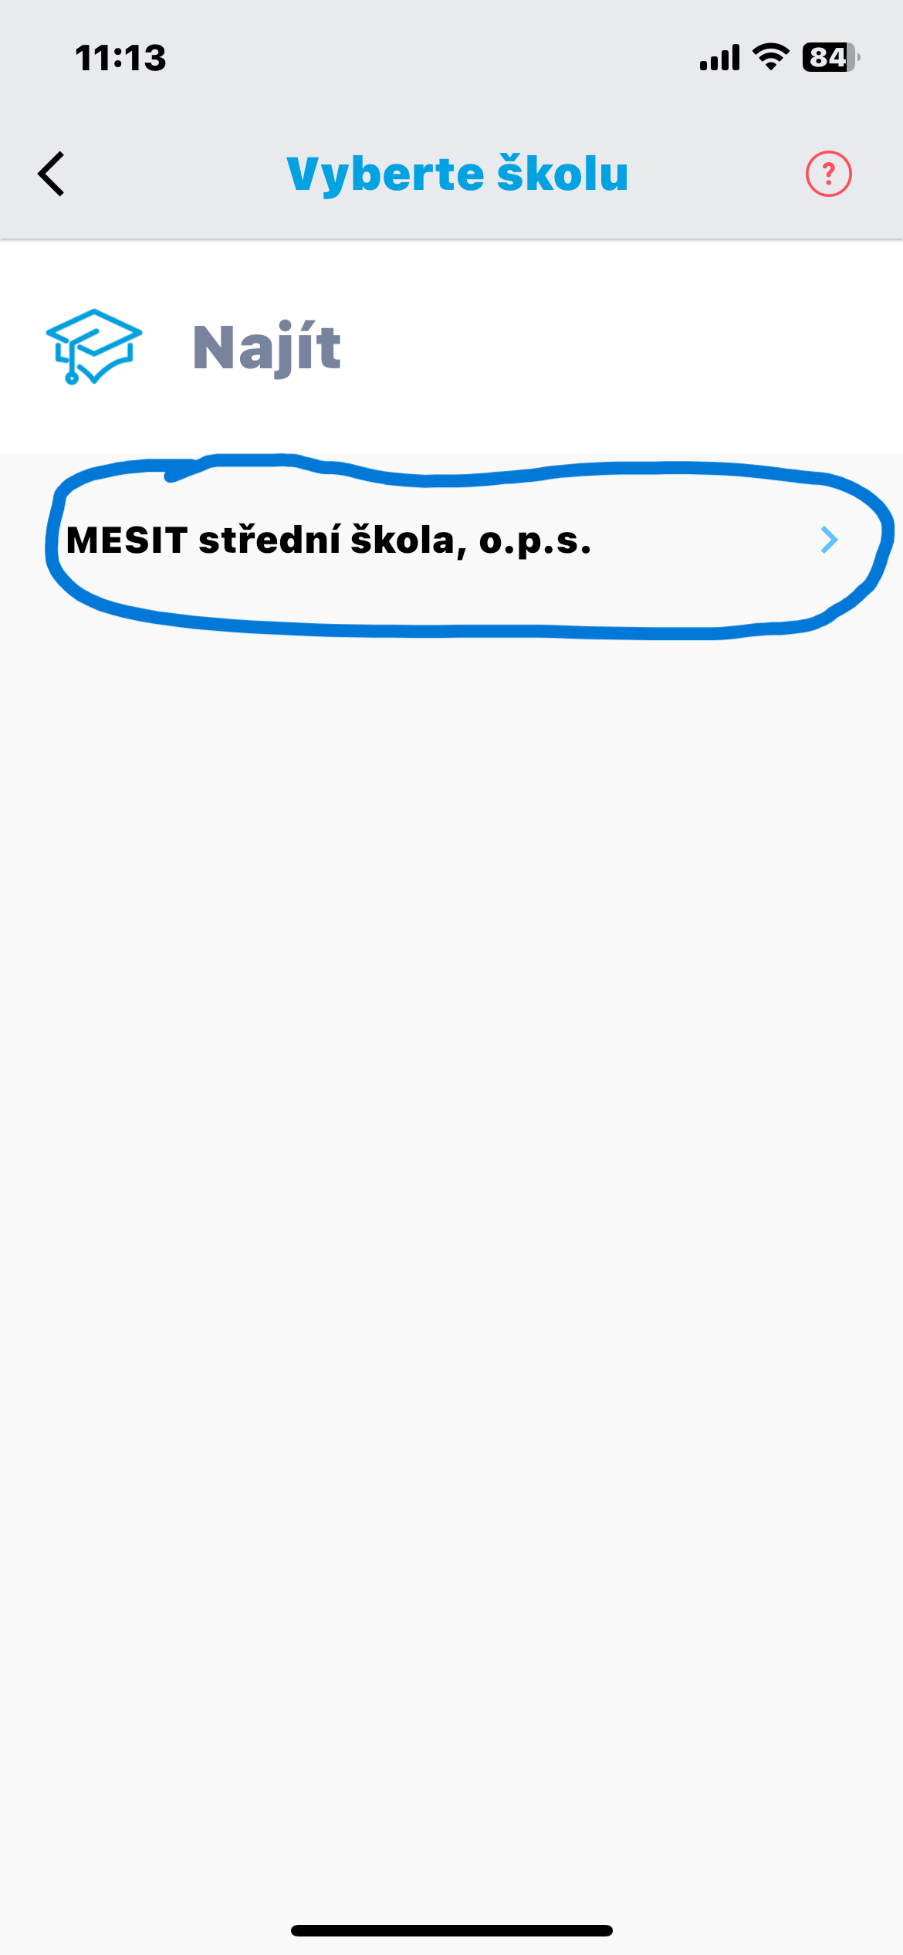 11:13
84
Vyberte školu
?
Najít
MESIT střední škola, o.p.s.